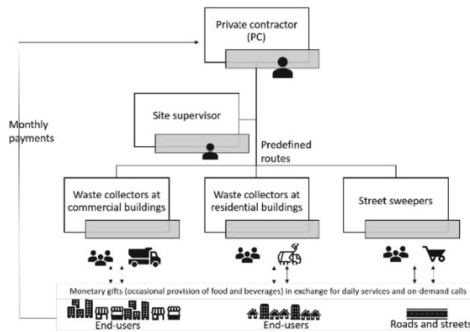 Private contractor
(PC)
Site supervisor
Monthly
payments
Predefined
routes
Waste collectors at
commercial buildings
Waste collectors at
residential buildings
Street sweepers
Monetary gifts (occasional provision of food and beverages) in exchange for daily services and on-demand calls
End-users
End-users
Roads and street